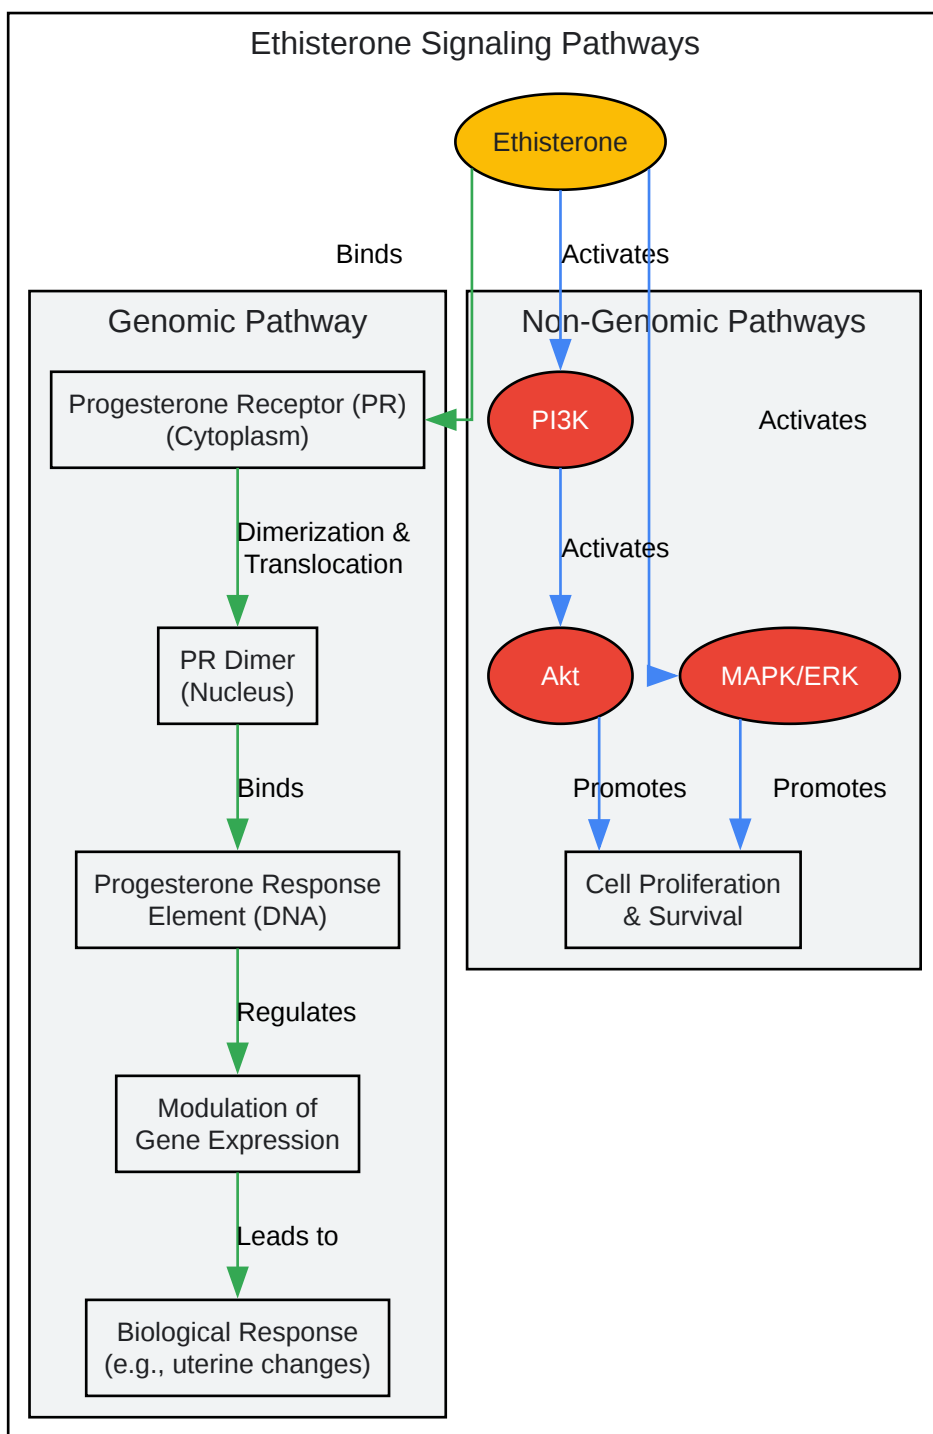 Ethisterone Signaling Pathways
Ethisterone
Binds
Activates
Genomic Pathway
Non-Genomic Pathways
Progesterone Receptor (PR)
(Cytoplasm)
PI3K
Activates
Dimerization &
Translocation
Activates
PR Dimer
(Nucleus)
Akt
MAPK/ERK
Binds
Promotes
Promotes
Progesterone Response
Element (DNA)
Cell Proliferation
& Survival
Regulates
Modulation of
Gene Expression
Leads to
Biological Response
(e.g., uterine changes)